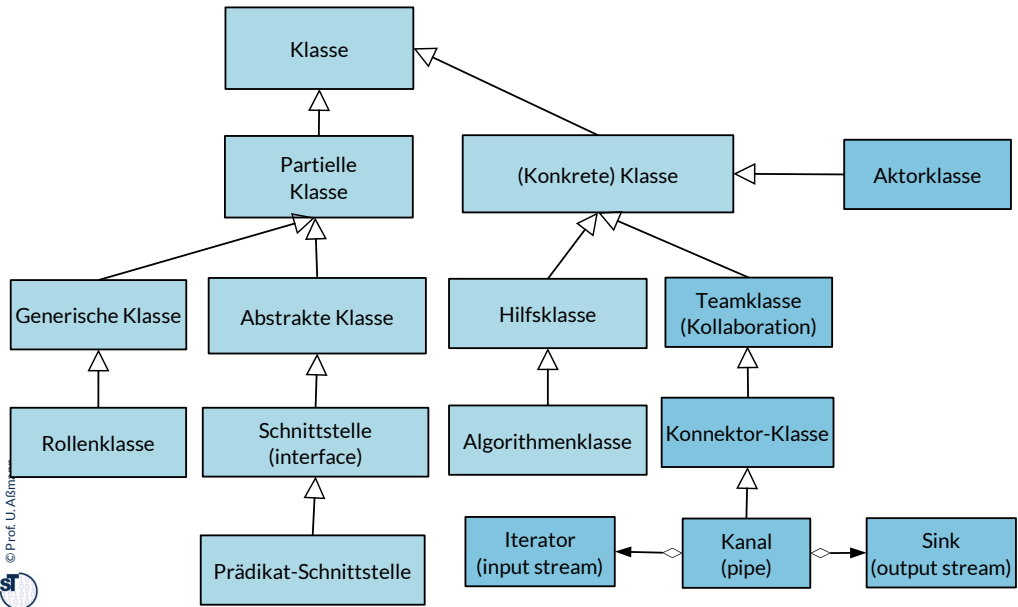 Klasse
Partielle
Klasse
(Konkrete) Klasse
Aktorklasse
Generische Klasse
Abstrakte Klasse
Hilfsklasse
Teamklasse
(Kollaboration)
Rollenklasse
Schnittstelle
(interface)
Algorithmenklasse
Konnektor-Klasse
Prädikat-Schnittstelle
Iterator
(input stream)
Kanal
(pipe)
Sink
(output stream)
© Prof. U. Aßmann
ST